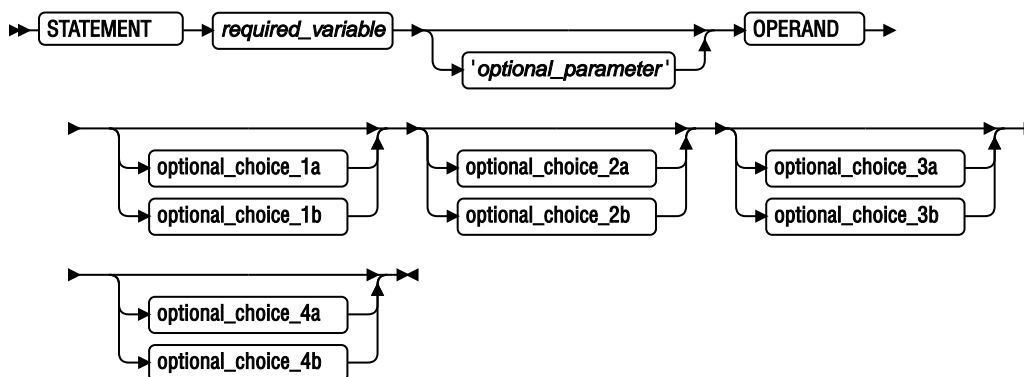 STATEMENT required_variable OPERAND
'optional_parameter'
optional_choice_1a optional_choice_2a optional_choice_3a
optional_choice_1b optional_choice_2b optional_choice_3b
optional_choice_4a
optional_choice_4b